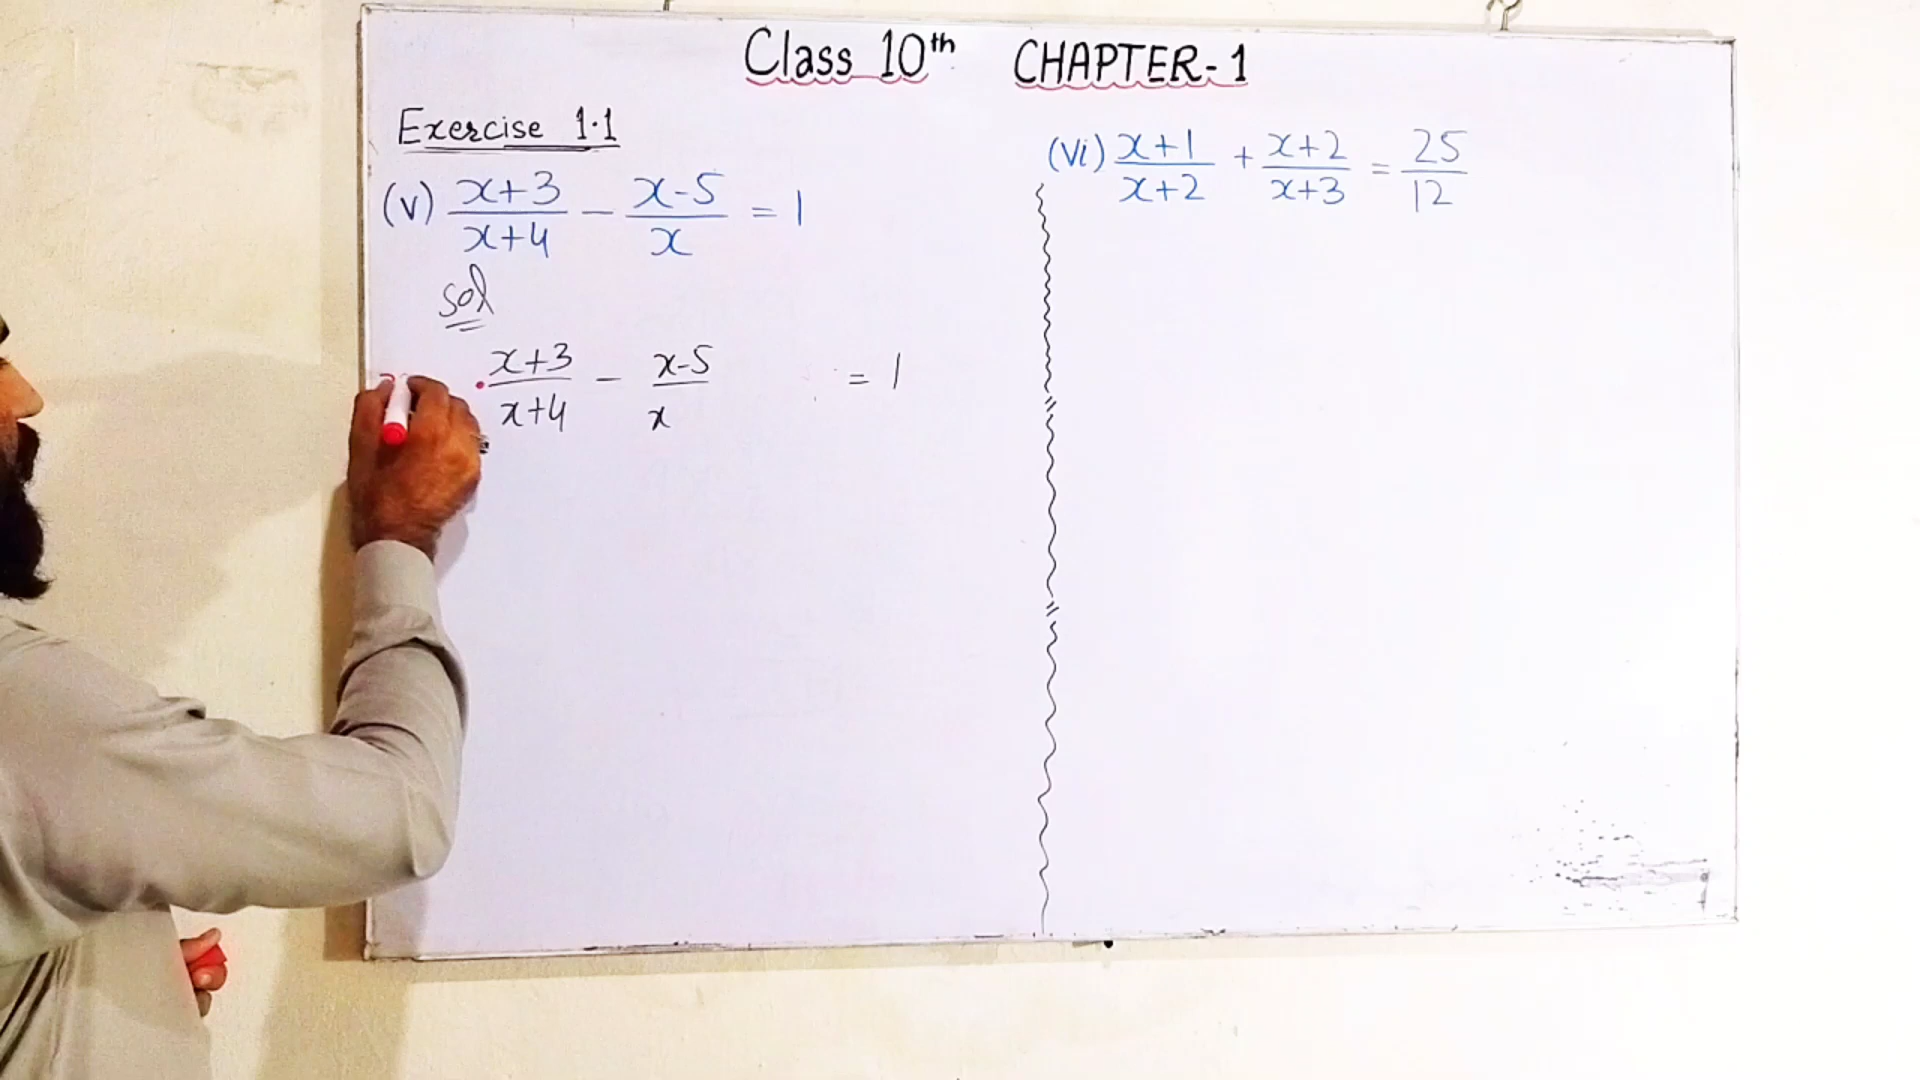 Class 10th CHAPTER-1
Exercise 1.1
(v) x+3/x+4 - x-5/x = 1
Sol
x+3/x+4 - x-5/x = 1
(vi) x+1/x+2 + x+2/x+3 = 25/12